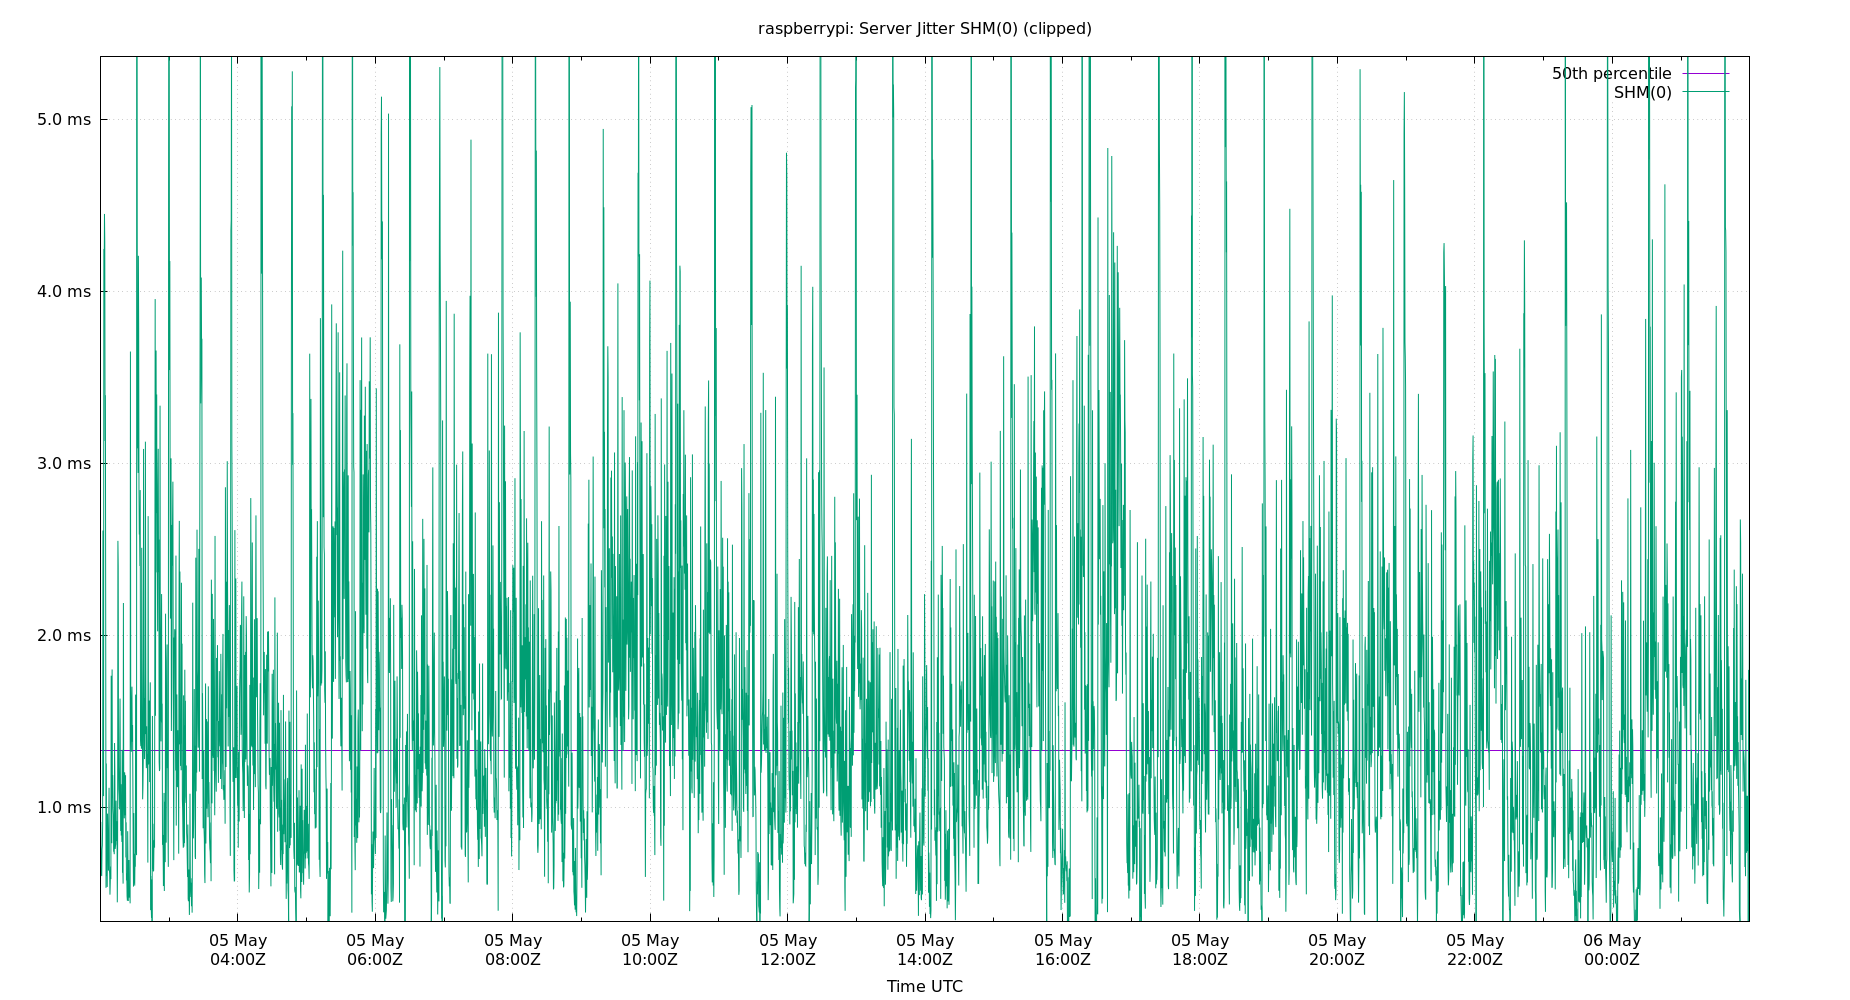 raspberrypi: Server Jitter SHM(0) (clipped)
50th percentile
SHM(0)
5.0 ms
4.0 ms
3.0 ms
2.0 ms
1.0 ms
05 May 05 May 05 May 05 May 05 May 05 May 05 May 05 May 05 May 05 May 06 May
04:00Z 06:00Z 08:00Z 10:00Z 12:00Z 14:00Z 16:00Z 18:00Z 20:00Z 22:00Z 00:00Z
Time UTC